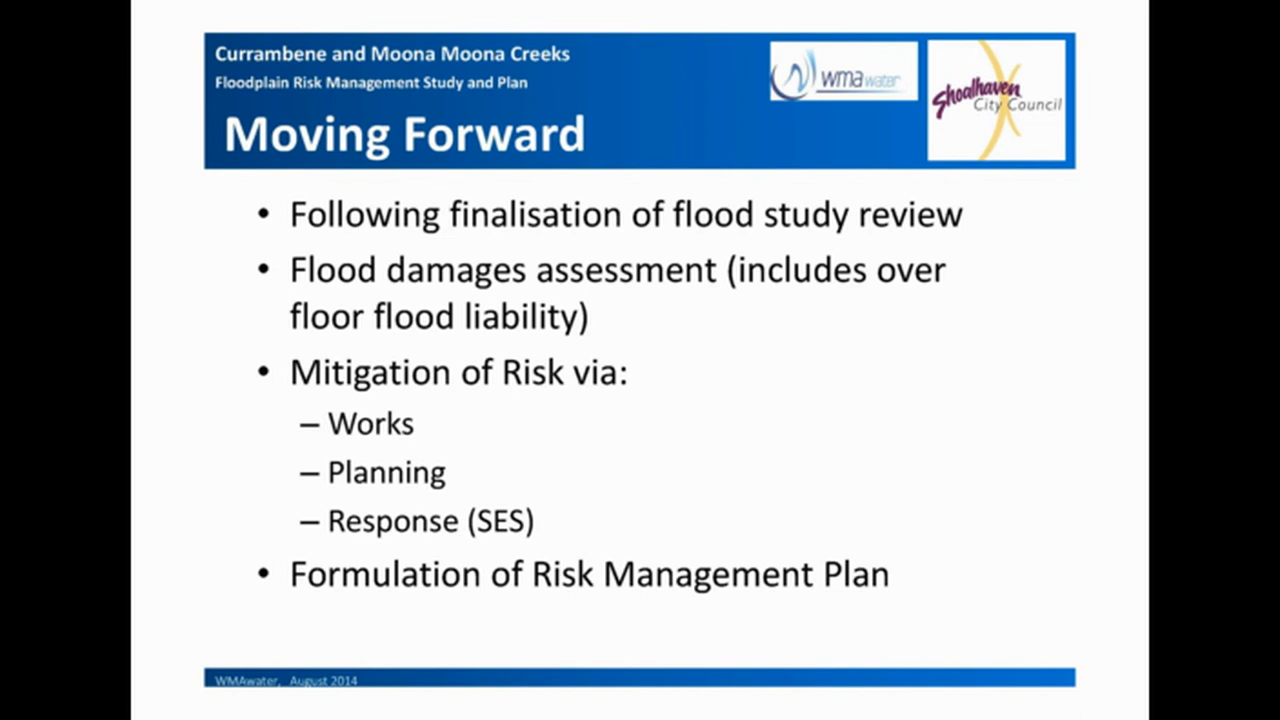 Currambene and Moona Moona Creeks
Floodplain Risk Management Study and Plan
Moving Forward
wmawater
Shoalhaven
City Council
• Following finalisation of flood study review
• Flood damages assessment (includes over
floor flood liability)
• Mitigation of Risk via:
– Works
– Planning
– Response (SES)
• Formulation of Risk Management Plan
WMAwater, August 2014